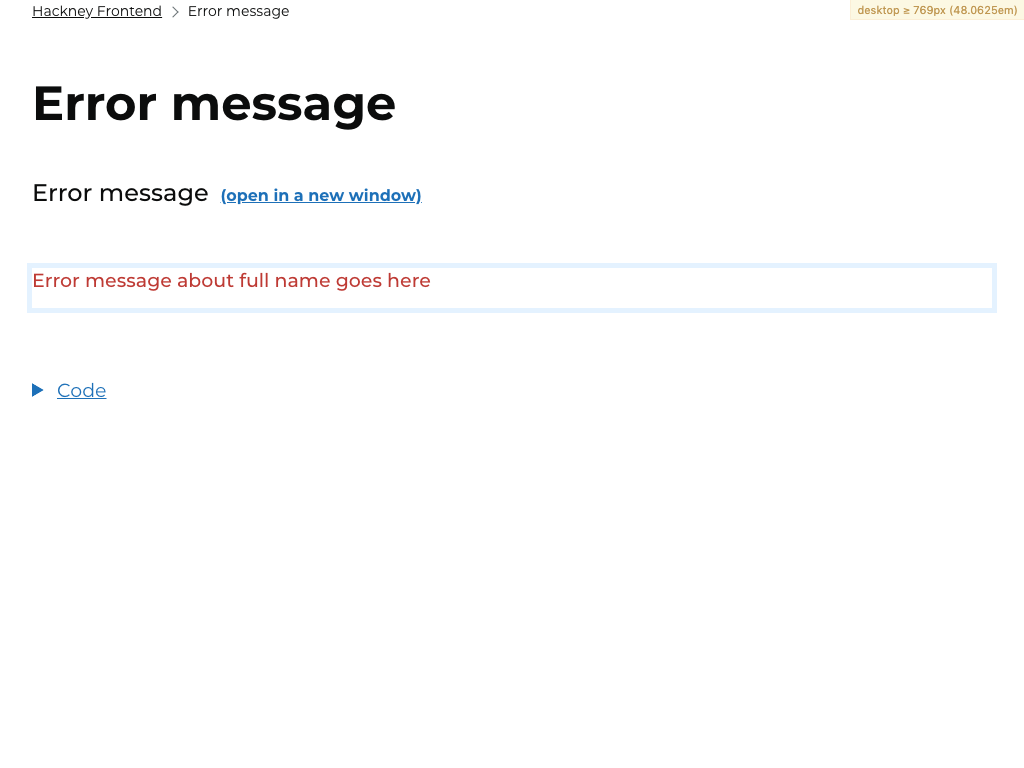 Hackney Frontend Error message
desktop ≥ 769px (48.0625em)
Error message
Error message (open in a new window)
Error message about full name goes here
Code